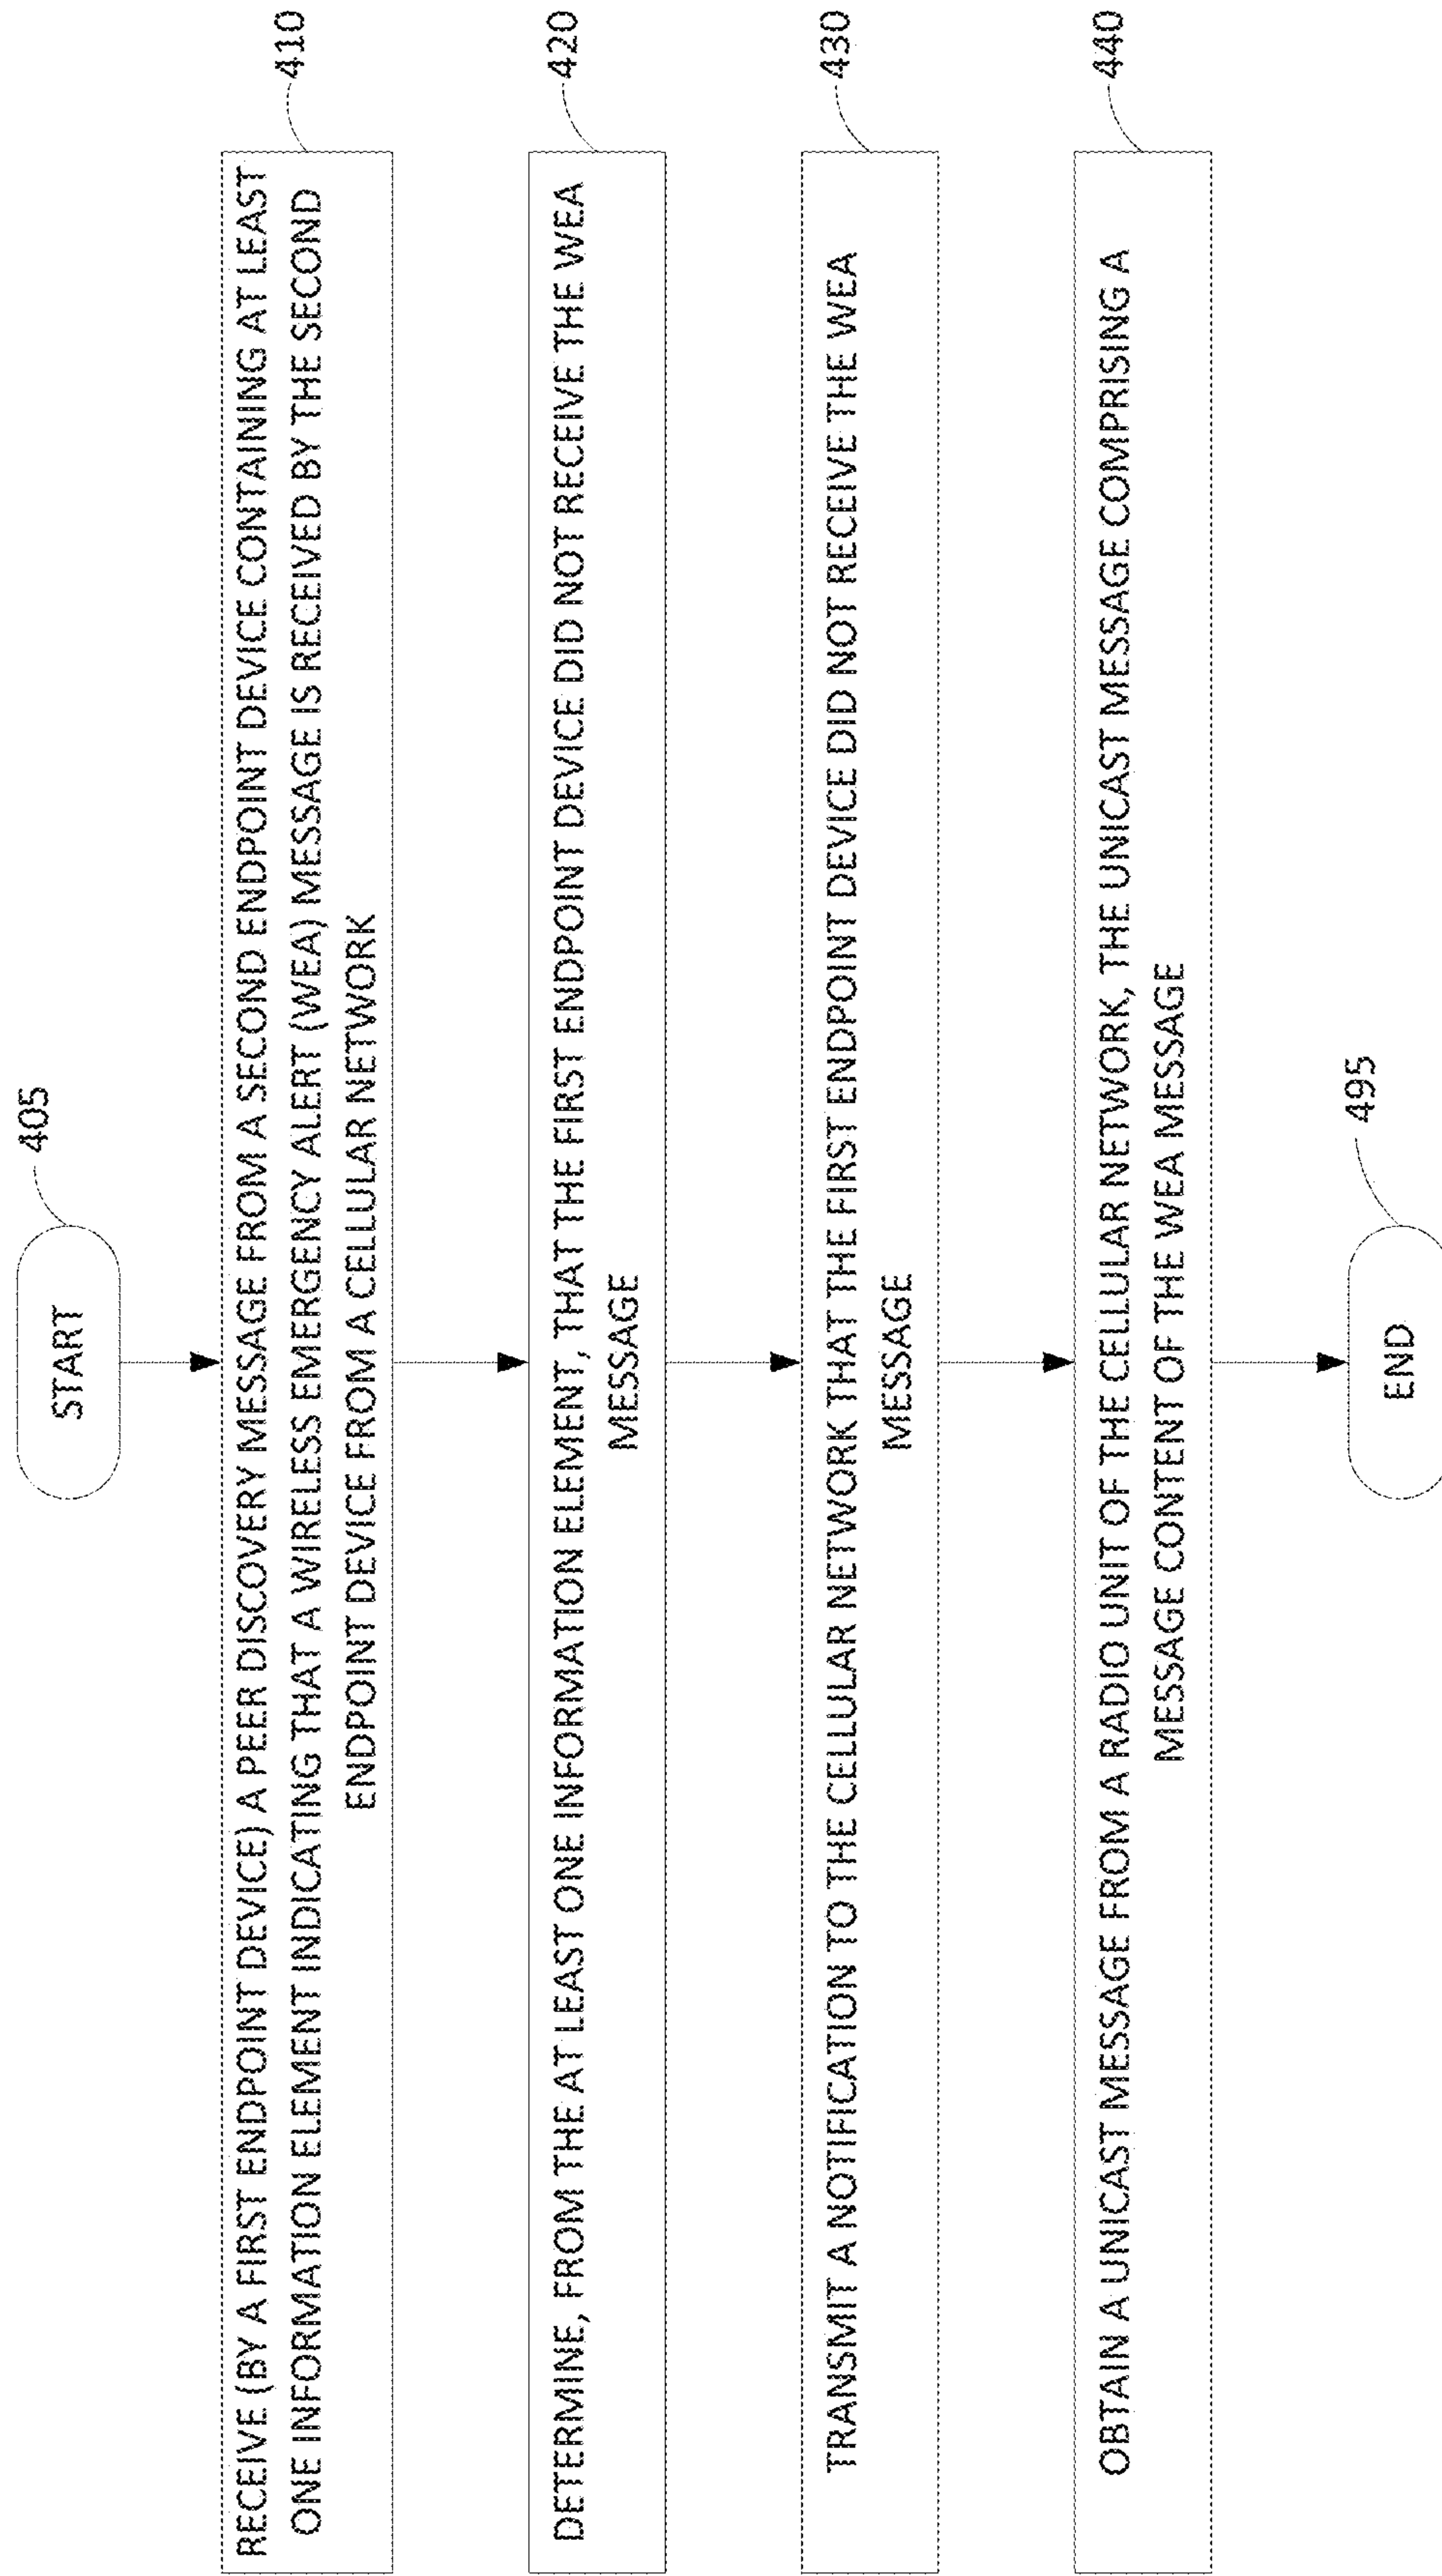 405
START
410
RECEIVE (BY A FIRST ENDPOINT DEVICE) A PEER DISCOVERY MESSAGE FROM A SECOND ENDPOINT DEVICE CONTAINING AT LEAST
ONE INFORMATION ELEMENT INDICATING THAT A WIRELESS EMERGENCY ALERT (WEA) MESSAGE IS RECEIVED BY THE SECOND
ENDPOINT DEVICE FROM A CELLULAR NETWORK
420
DETERMINE, FROM THE AT LEAST ONE INFORMATION ELEMENT, THAT THE FIRST ENDPOINT DEVICE DID NOT RECEIVE THE WEA
MESSAGE
430
TRANSMIT A NOTIFICATION TO THE CELLULAR NETWORK THAT THE FIRST ENDPOINT DEVICE DID NOT RECEIVE THE WEA
MESSAGE
440
OBTAIN A UNICAST MESSAGE FROM A RADIO UNIT OF THE CELLULAR NETWORK, THE UNICAST MESSAGE COMPRISING A
MESSAGE CONTENT OF THE WEA MESSAGE
495
END